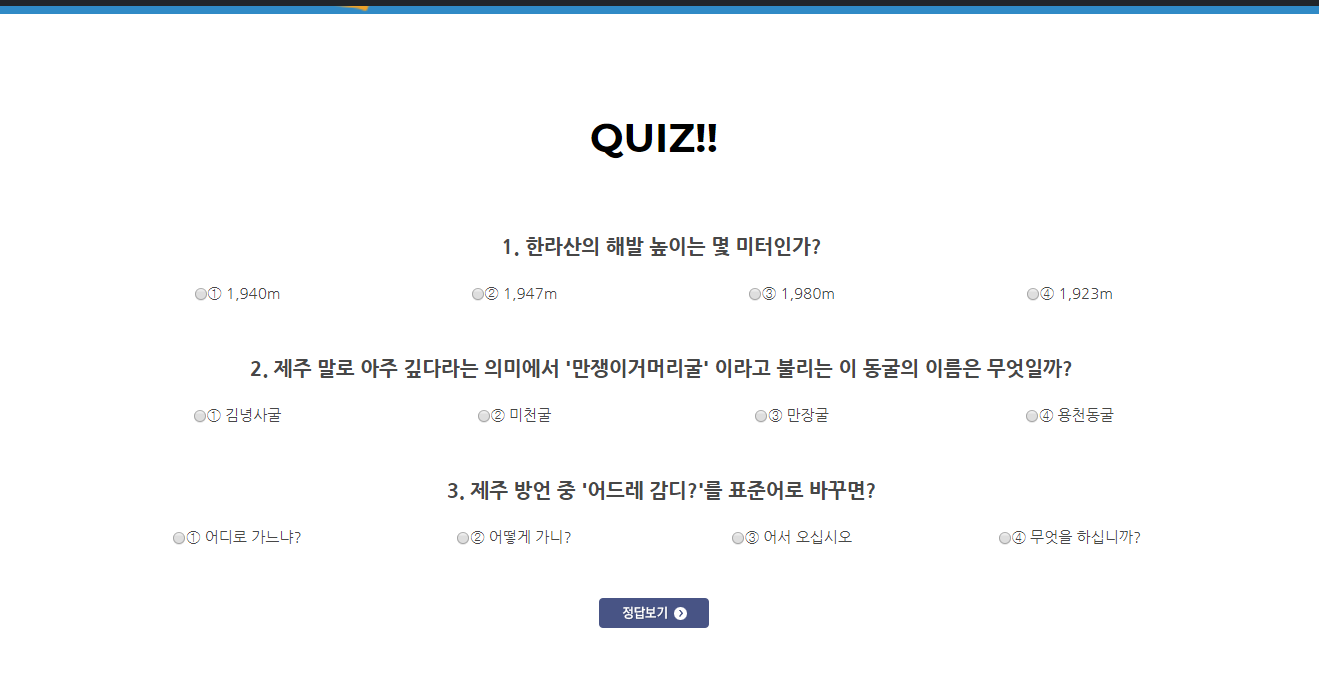 QUIZ!!
1. 한라산의 해발 높이는 몇 미터인가?
① 1,940m ② 1,947m ③ 1,980m ④ 1,923m
2. 제주 말로 아주 깊다라는 의미에서 '만쟁이거머리굴' 이라고 불리는 이 동굴의 이름은 무엇일까?
① 김녕사굴 ② 미천굴 ③ 만장굴 ④ 용천동굴
3. 제주 방언 중 '어드레 감디?'를 표준어로 바꾸면?
① 어디로 가느냐? ② 어떻게 가니? ③ 어서 오십시오 ④ 무엇을 하십니까?
정답보기